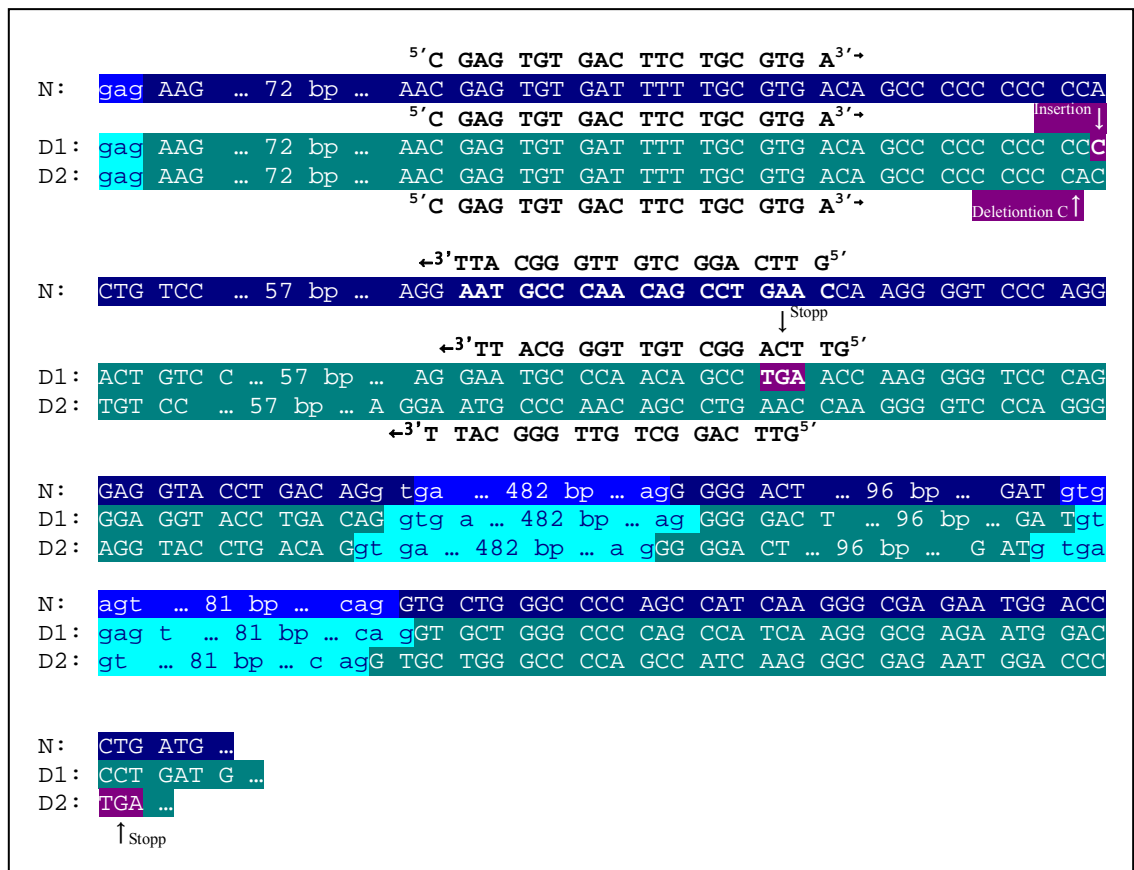 5’C GAG TGT GAC TTC TGC GTG A3’→
N: gag AAG … 72 bp … AAC GAG TGT GAT TTT TGC GTG ACA GCC CCC CCC CCA
5’C GAG TGT GAC TTC TGC GTG A3’→ Insertion ↓
D1: gag AAG … 72 bp … AAC GAG TGT GAT TTT TGC GTG ACA GCC CCC CCC CCC
D2: gag AAG … 72 bp … AAC GAG TGT GAT TTT TGC GTG ACA GCC CCC CCC CAC
5’C GAG TGT GAC TTC TGC GTG A3’→ Deletiontion C ↑
←3’TTA CGG GTT GTC GGA CTT G5’
N: CTG TCC … 57 bp … AGG AAT GCC CAA CAG CCT GAA CCA AGG GGT CCC AGG
↓ Stopp
←3’TT ACG GGT TGT CGG ACT TG5’
D1: ACT GTC C … 57 bp … AG GAA TGC CCA ACA GCC TGA ACC AAG GGG TCC CAG
D2: TGT CC … 57 bp … A GGA ATG CCC AAC AGC CTG AAC CAA GGG GTC CCA GGG
←3’T TAC GGG TTG TCG GAC TTG5’
N: GAG GTA CCT GAC AGg tga … 482 bp … agG GGG ACT … 96 bp … GAT gtg
D1: GGA GGT ACC TGA CAG gtg a … 482 bp … ag GGG GAC T … 96 bp … GA Tgt
D2: AGG TAC CTG ACA Ggt ga … 482 bp … a gGG GGA CT … 96 bp … G ATg tga
N: agt … 81 bp … cag GTG CTG GGC CCC AGC CAT CAA GGG CGA GAA TGG ACC
D1: gag t … 81 bp … ca gGT GCT GGG CCC CAG CCA TCA AGG GCG AGA ATG GAC
D2: gt … 81 bp … c agG TGC TGG GCC CCA GCC ATC AAG GGC GAG AAT GGA CCC
N: CTG ATG …
D1: CCT GAT G …
D2: TGA …
↑ Stopp